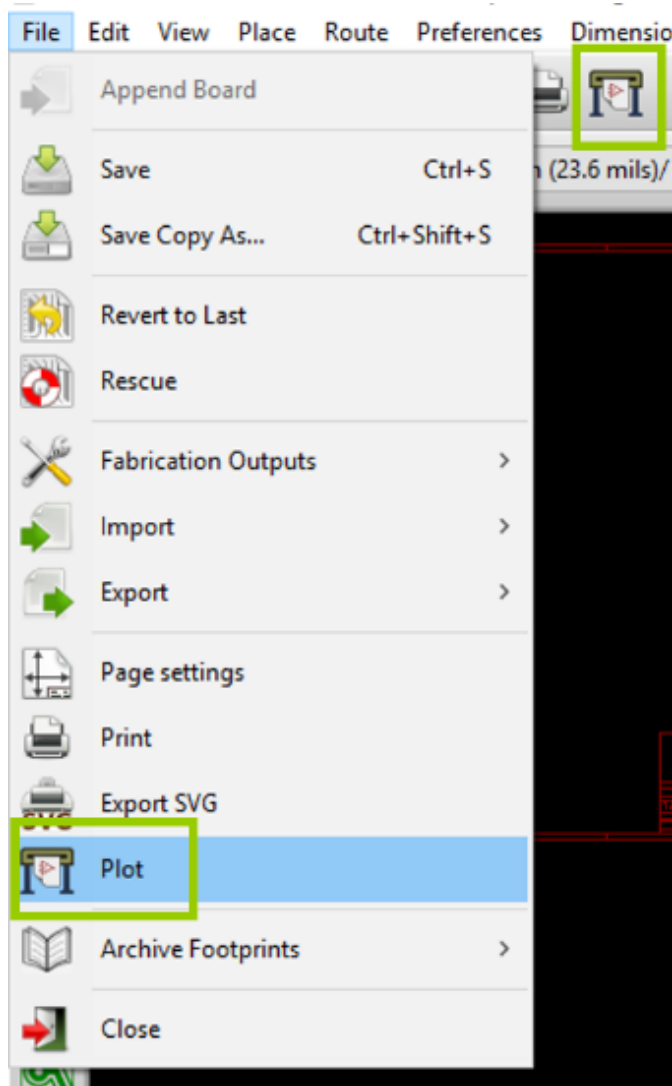 File Edit View Place Route Preferences Dimensio
Append Board
(23.6 mils)/
Save Ctrl+S
Save Copy As... Ctrl+Shift+S
Revert to Last
Rescue
Fabrication Outputs
Import
Export
Page settings
Print
Export SVG
SVG
Plot
Archive Footprints
Close